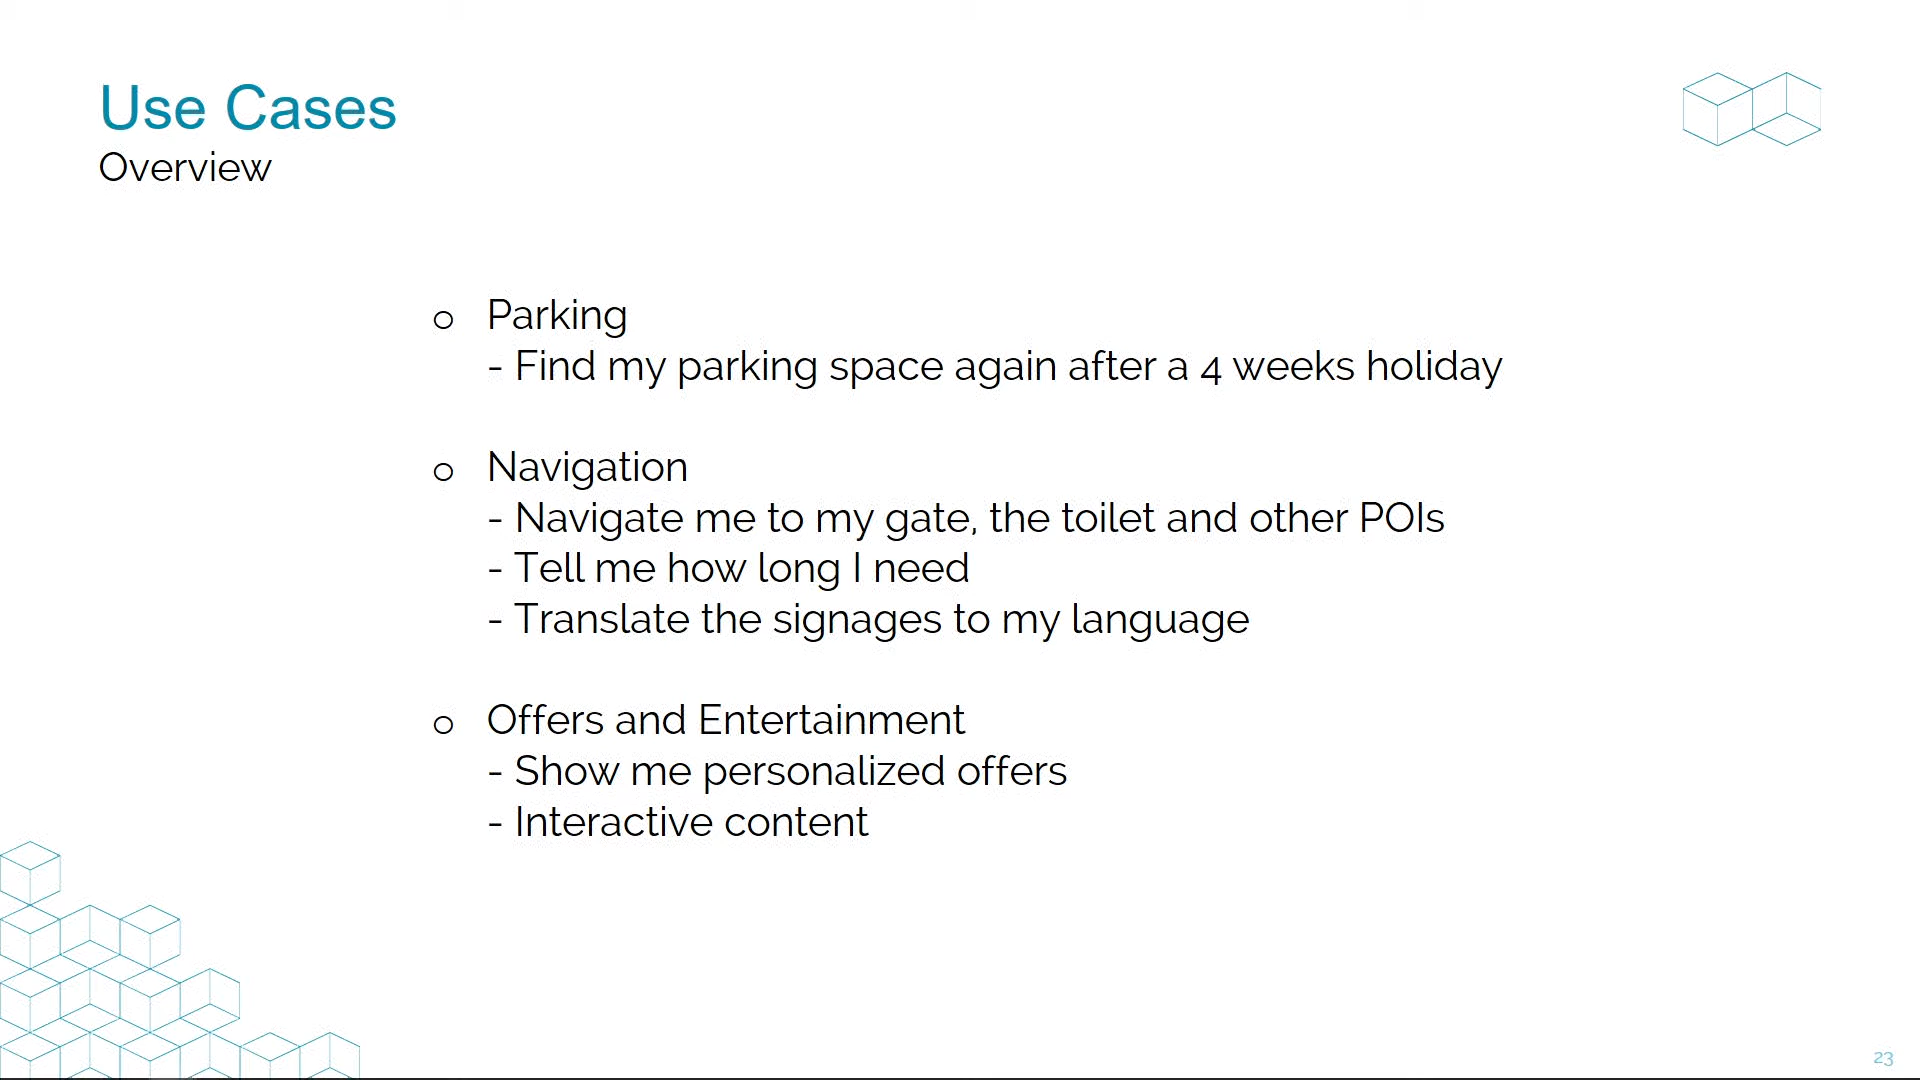 Use Cases
Overview
o Parking
- Find my parking space again after a 4 weeks holiday
o Navigation
- Navigate me to my gate, the toilet and other POIs
- Tell me how long I need
- Translate the signages to my language
o Offers and Entertainment
- Show me personalized offers
- Interactive content
23